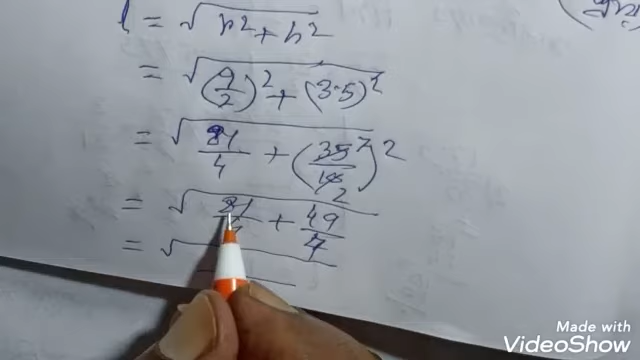 l = √r² + h²
= √(9/2)² + (3.5)²
= √81/4 + (35/10)²
= √81/4 + 49/4
= √
Made with
VideoShow